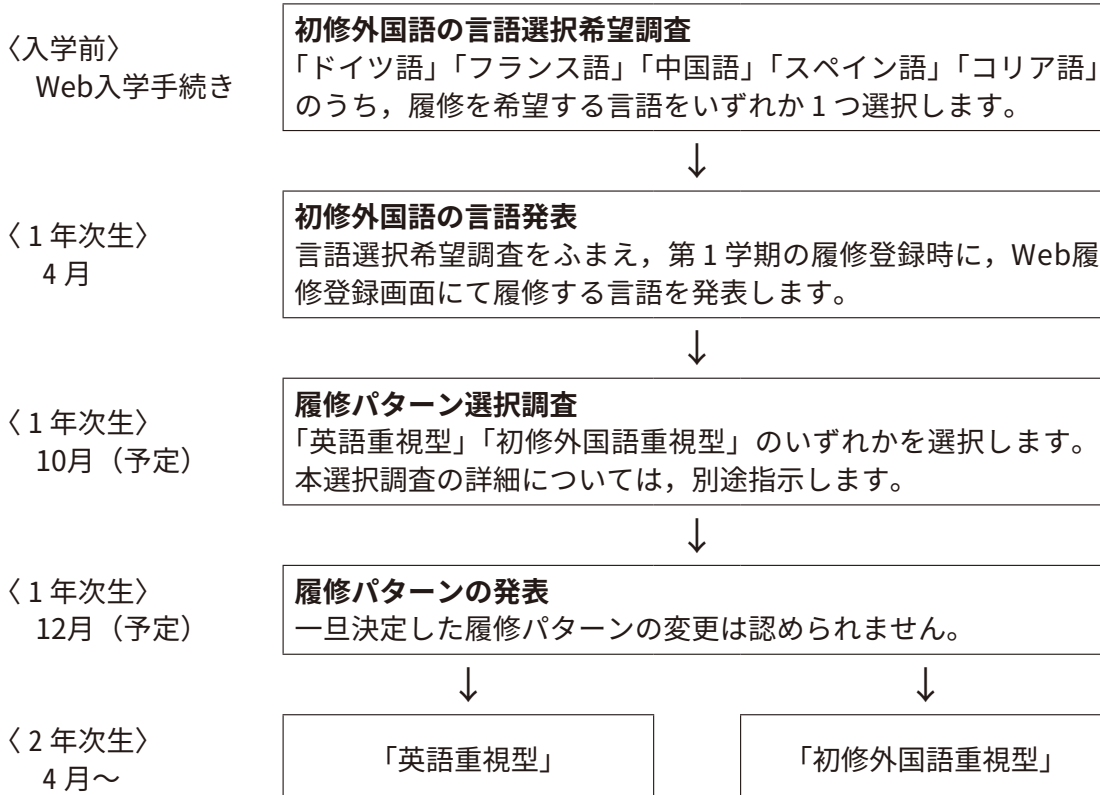 〈入学前〉
Web入学手続き
初修外国語の言語選択希望調査
「ドイツ語」「フランス語」「中国語」「スペイン語」「コリア語」
のうち，履修を希望する言語をいずれか1つ選択します。
↓
〈1年次生〉
4月
初修外国語の言語発表
言語選択希望調査をふまえ，第1学期の履修登録時に，Web履
修登録画面にて履修する言語を発表します。
↓
〈1年次生〉
10月（予定）
履修パターン選択調査
「英語重視型」「初修外国語重視型」のいずれかを選択します。
本選択調査の詳細については，別途指示します。
↓
〈1年次生〉
12月（予定）
履修パターンの発表
一旦決定した履修パターンの変更は認められません。
↓ ↓
〈2年次生〉
4月～
「英語重視型」
「初修外国語重視型」